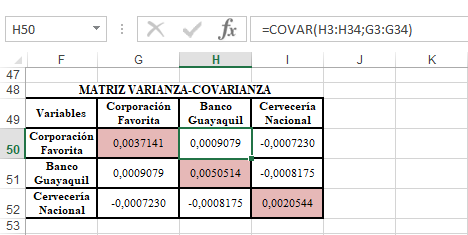 H50 fx =COVAR(H3:H34;G3:G34)
F G H I J K
47
48 MATRIZ VARIANZA-COVARIANZA
49 Variables Corporación Favorita Banco Guayaquil Cervecería Nacional
50 Corporación Favorita 0,0037141 0,0009079 -0,0007230
51 Banco Guayaquil 0,0009079 0,0050514 -0,0008175
52 Cervecería Nacional -0,0007230 -0,0008175 0,0020544
53